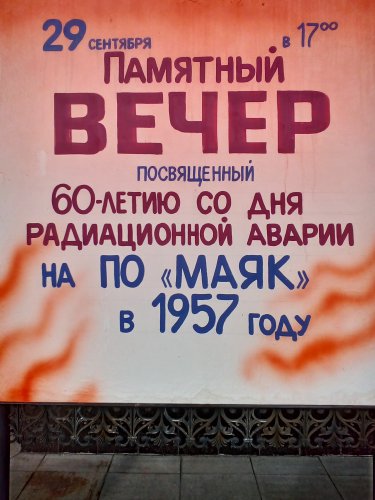 29 СЕНТЯБРЯ В 17⁰⁰
ПАМЯТНЫЙ
ВЕЧЕР
ПОСВЯЩЕННЫЙ
60-ЛЕТИЮ СО ДНЯ
РАДИАЦИОННОЙ АВАРИИ
НА ПО «МАЯК»
В 1957 ГОДУ